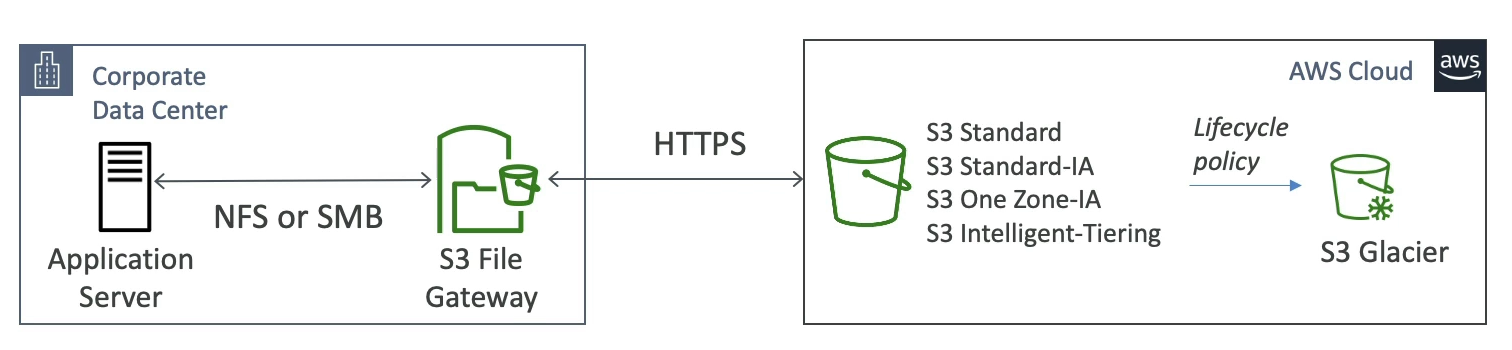 Corporate
Data Center
Application
Server
NFS or SMB
S3 File
Gateway
HTTPS
AWS Cloud
aws
S3 Standard
S3 Standard-IA
S3 One Zone-IA
S3 Intelligent-Tiering
Lifecycle
policy
S3 Glacier